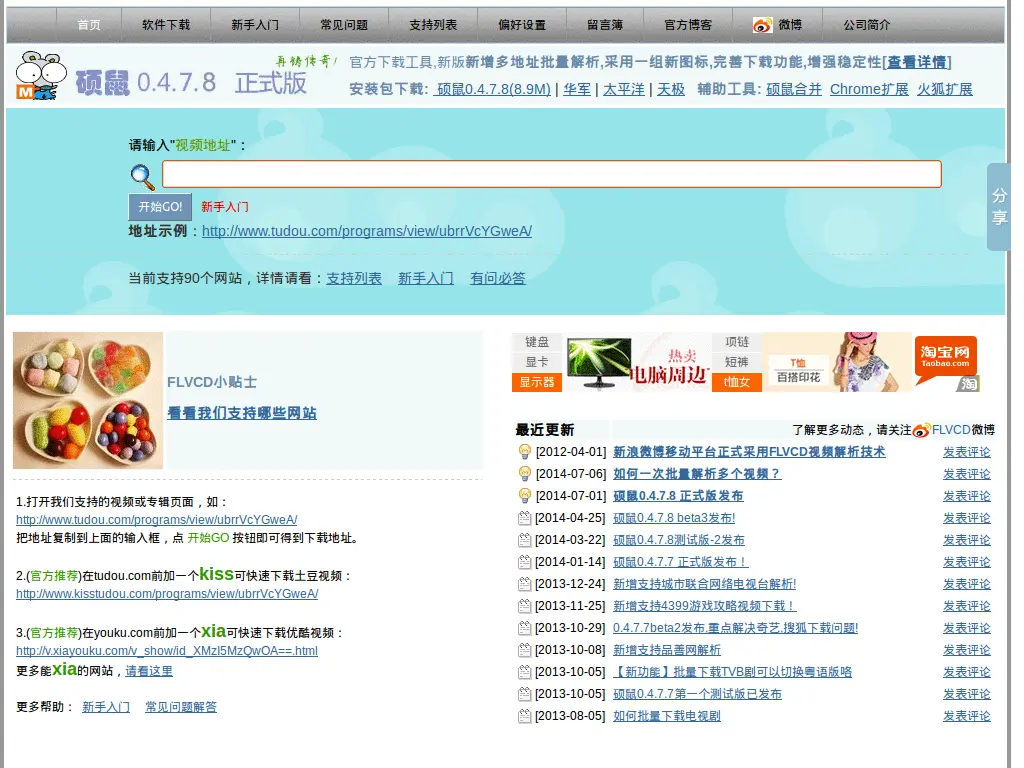 首页 软件下载 新手入门 常见问题 支持列表 偏好设置 留言簿 官方博客 微博 公司简介
再铸传奇!
硕鼠 0.4.7.8 正式版
官方下载工具,新版新增多地址批量解析,采用一组新图标,完善下载功能,增强稳定性[查看详情]
安装包下载: 硕鼠0.4.7.8(8.9M) | 华军 | 太平洋 | 天极 辅助工具: 硕鼠合并 Chrome扩展 火狐扩展
M
请输入"视频地址"：
开始GO! 新手入门
地址示例：http://www.tudou.com/programs/view/ubrrVcYGweA/
当前支持90个网站，详情请看：支持列表 新手入门 有问必答
分享
FLVCD小贴士
看看我们支持哪些网站
1.打开我们支持的视频或专辑页面，如：
http://www.tudou.com/programs/view/ubrrVcYGweA/
把地址复制到上面的输入框，点 开始GO 按钮即可得到下载地址。
2.(官方推荐)在tudou.com前加一个kiss可快速下载土豆视频：
http://www.kisstudou.com/programs/view/ubrrVcYGweA/
3.(官方推荐)在youku.com前加一个xia可快速下载优酷视频：
http://v.xiayouku.com/v_show/id_XMzI5MzQwOA==.html
更多能xia的网站，请看这里
更多帮助： 新手入门 常见问题解答
键盘
显卡
显示器
热卖
电脑周边
项链
短裤
t恤女
T恤
百搭印花
淘宝网
Taobao.com
淘
最近更新 了解更多动态，请关注FLVCD微博
[2012-04-01] 新浪微博移动平台正式采用FLVCD视频解析技术 发表评论
[2014-07-06] 如何一次批量解析多个视频？ 发表评论
[2014-07-01] 硕鼠0.4.7.8 正式版发布 发表评论
[2014-04-25] 硕鼠0.4.7.8 beta3发布! 发表评论
[2014-03-22] 硕鼠0.4.7.8测试版-2发布 发表评论
[2014-01-14] 硕鼠0.4.7.7 正式版发布！ 发表评论
[2013-12-24] 新增支持城市联合网络电视台解析! 发表评论
[2013-11-25] 新增支持4399游戏攻略视频下载！ 发表评论
[2013-10-29] 0.4.7.7beta2发布,重点解决奇艺,搜狐下载问题! 发表评论
[2013-10-08] 新增支持品善网解析 发表评论
[2013-10-05] 【新功能】批量下载TVB剧可以切换粤语版咯 发表评论
[2013-10-05] 硕鼠0.4.7.7第一个测试版已发布 发表评论
[2013-08-05] 如何批量下载电视剧 发表评论